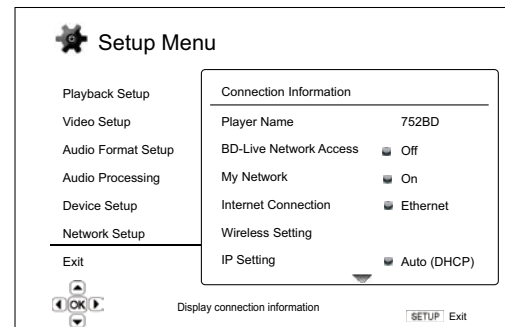 Setup Menu
Playback Setup
Video Setup
Audio Format Setup
Audio Processing
Device Setup
Network Setup
Exit
Connection Information
Player Name 752BD
BD-Live Network Access Off
My Network On
Internet Connection Ethernet
Wireless Setting
IP Setting Auto (DHCP)
OK
Display connection information
SETUP Exit